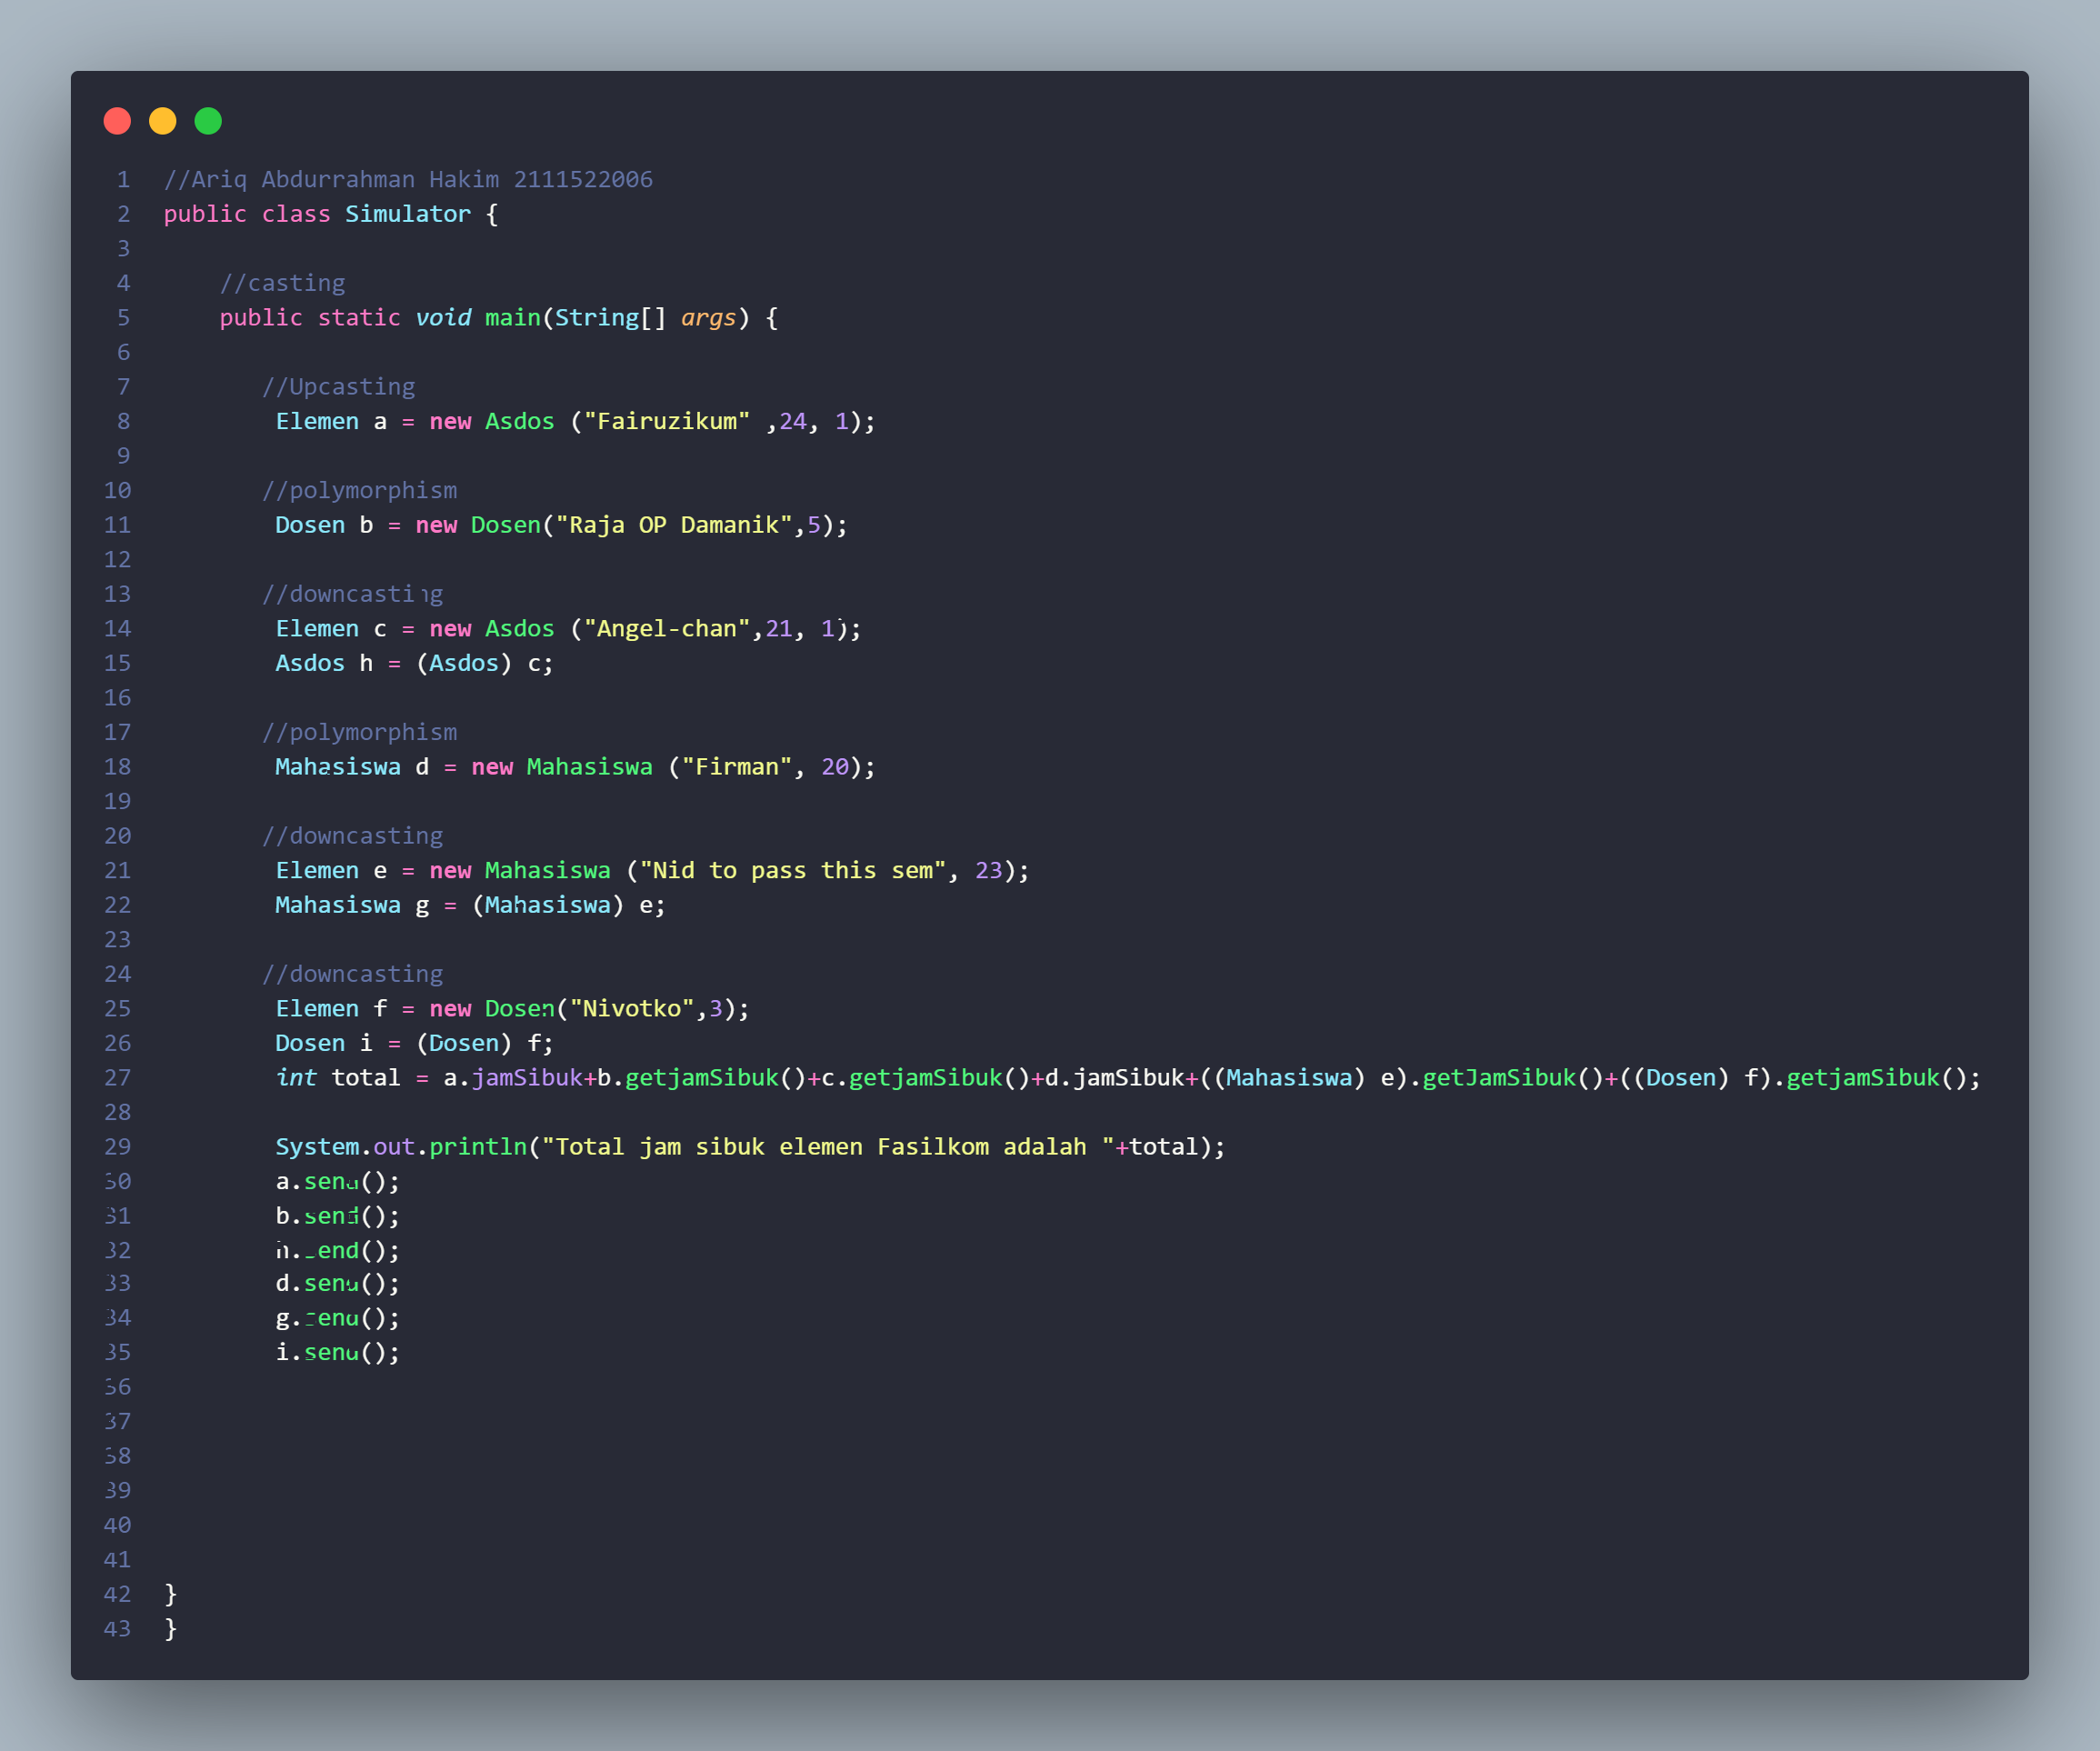 1 //Ariq Abdurrahman Hakim 2111522006
2 public class Simulator {
3
4 //casting
5 public static void main(String[] args) {
6
7 //Upcasting
8 Elemen a = new Asdos ("Fairuzikum" ,24, 1);
9
10 //polymorphism
11 Dosen b = new Dosen("Raja OP Damanik",5);
12
13 //downcasting
14 Elemen c = new Asdos ("Angel-chan",21, 1);
15 Asdos h = (Asdos) c;
16
17 //polymorphism
18 Mahasiswa d = new Mahasiswa ("Firman", 20);
19
20 //downcasting
21 Elemen e = new Mahasiswa ("Nid to pass this sem", 23);
22 Mahasiswa g = (Mahasiswa) e;
23
24 //downcasting
25 Elemen f = new Dosen("Nivotko",3);
26 Dosen i = (Dosen) f;
27 int total = a.jamSibuk+b.getjamSibuk()+c.getjamSibuk()+d.jamSibuk+((Mahasiswa) e).getJamSibuk()+((Dosen) f).getjamSibuk();
28
29 System.out.println("Total jam sibuk elemen Fasilkom adalah "+total);
30 a.send();
31 b.send();
32 h.send();
33 d.send();
34 g.send();
35 i.send();
36
37
38
39
40
41
42 }
43 }